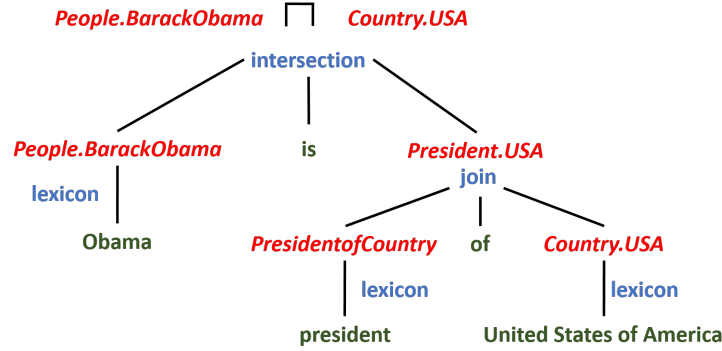 People.BarackObama ⊓ Country.USA
intersection
People.BarackObama is President.USA
lexicon join
Obama PresidentofCountry of Country.USA
lexicon lexicon
president United States of America